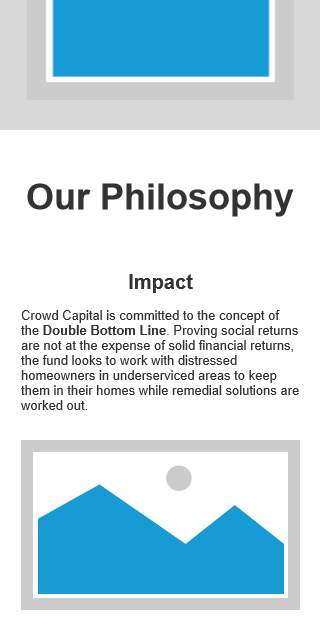 Our Philosophy
Impact
Crowd Capital is committed to the concept of
the Double Bottom Line. Proving social returns
are not at the expense of solid financial returns,
the fund looks to work with distressed
homeowners in underserviced areas to keep
them in their homes while remedial solutions are
worked out.